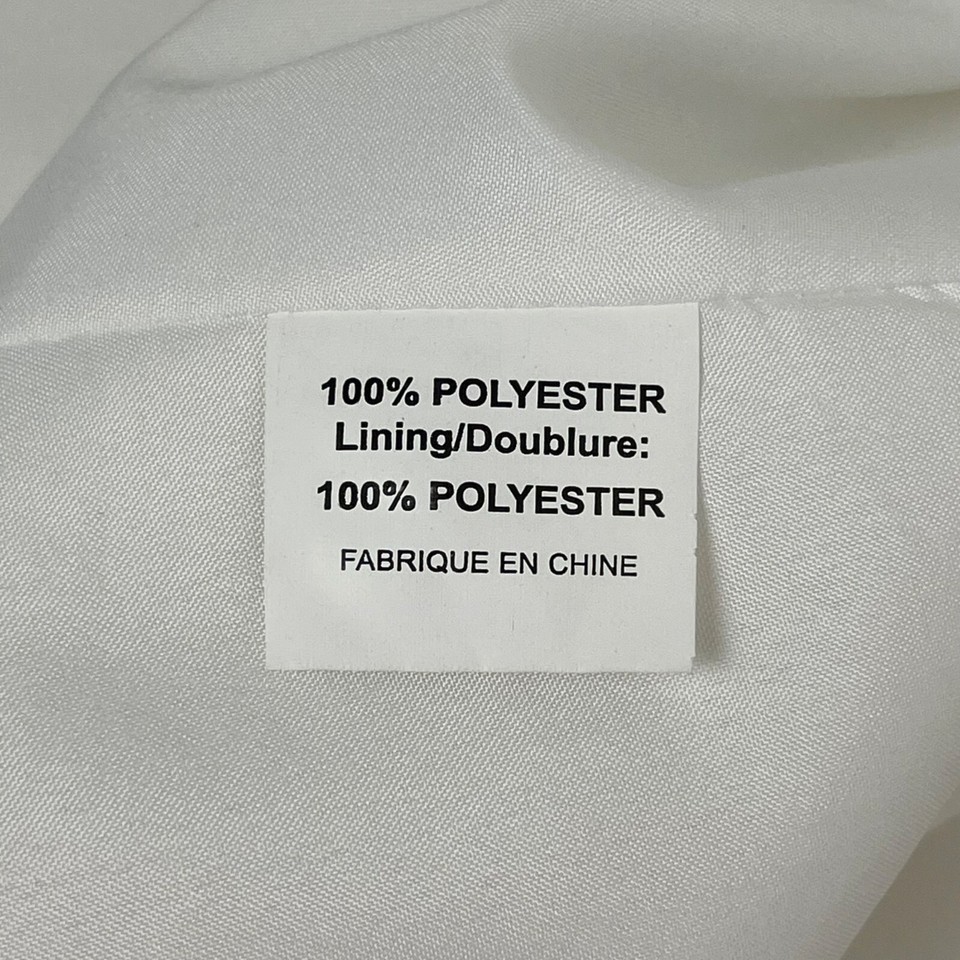 100% POLYESTER
Lining/Doublure:
100% POLYESTER
FABRIQUE EN CHINE